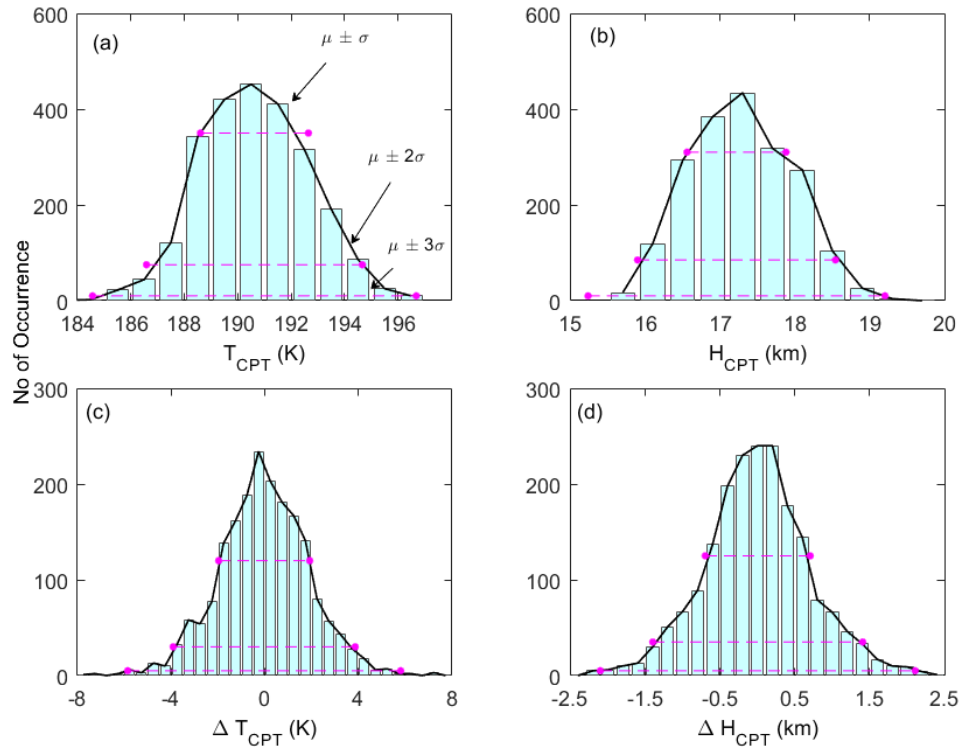 600
400
200
0
(a)
μ ± σ
μ ± 2σ
μ ± 3σ
184 186 188 190 192 194 196
T_CPT (K)
600
400
200
0
(b)
15 16 17 18 19 20
H_CPT (km)
No of Occurrence
300
200
100
0
(c)
-8 -4 0 4 8
Δ T_CPT (K)
300
200
100
0
(d)
-2.5 -1.5 -0.5 0.5 1.5 2.5
Δ H_CPT (km)